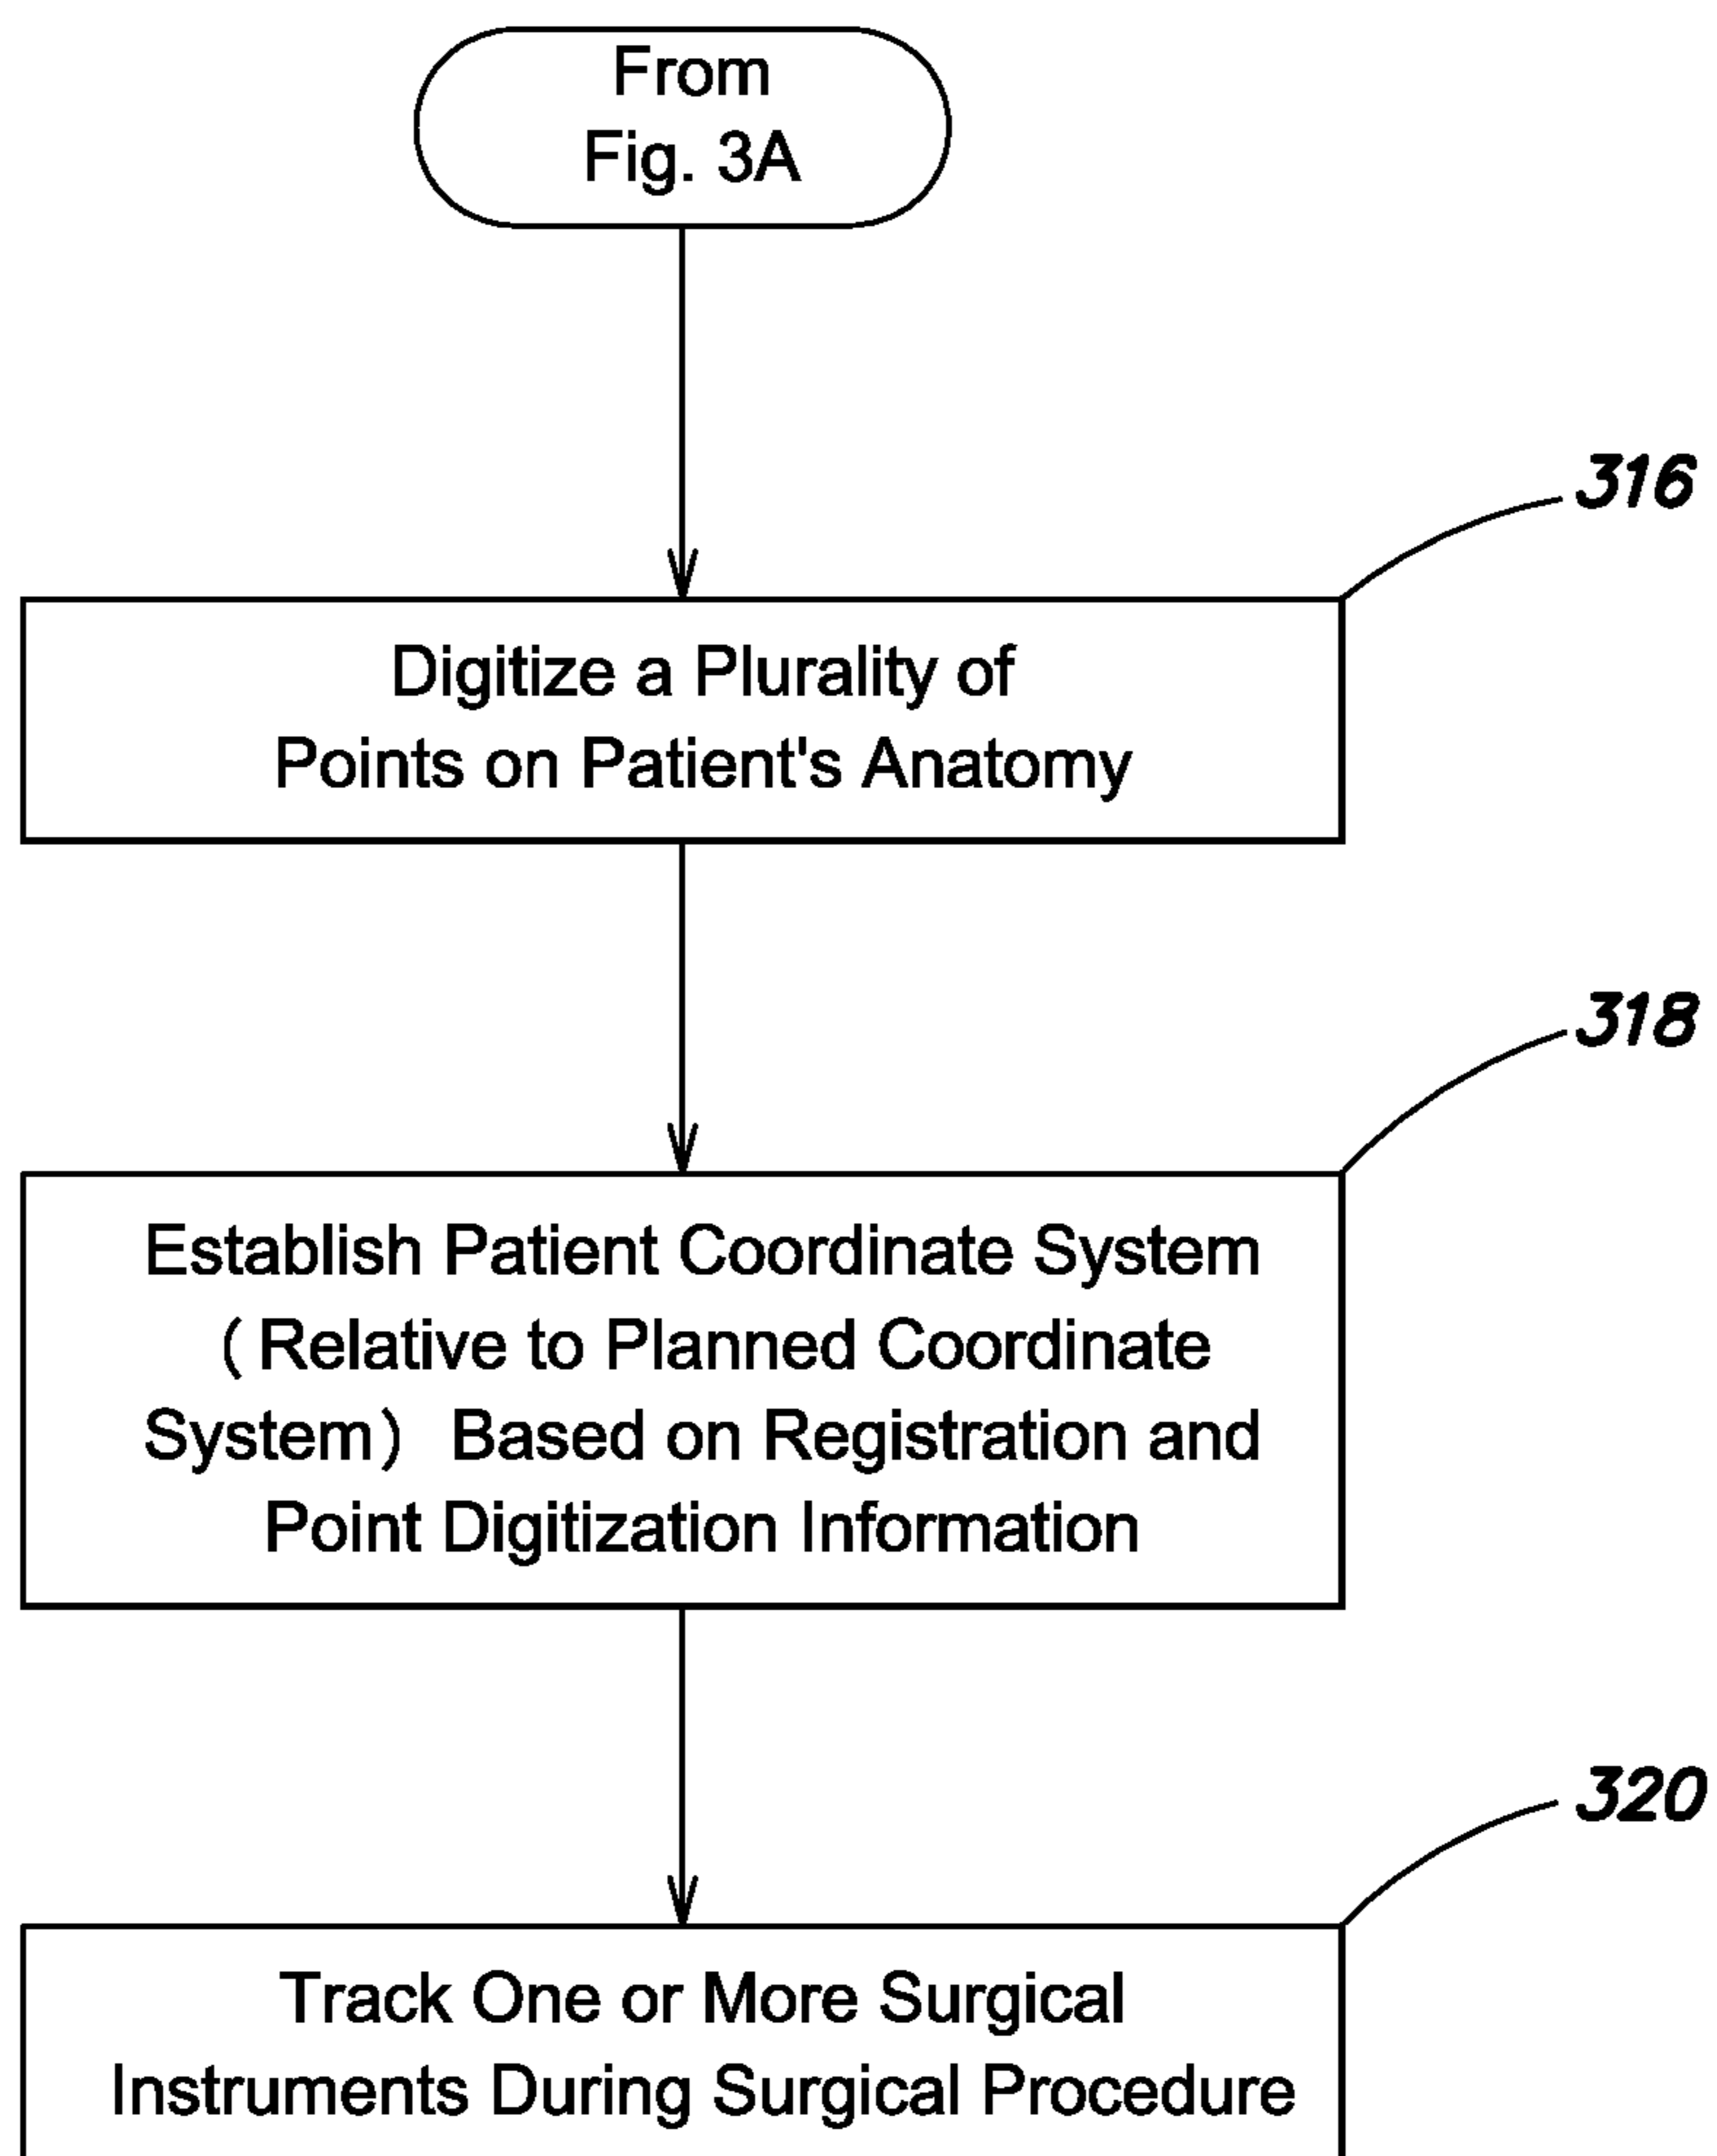 From
Fig. 3A
316
Digitize a Plurality of
Points on Patient's Anatomy
318
Establish Patient Coordinate System
(Relative to Planned Coordinate
System) Based on Registration and
Point Digitization Information
320
Track One or More Surgical
Instruments During Surgical Procedure